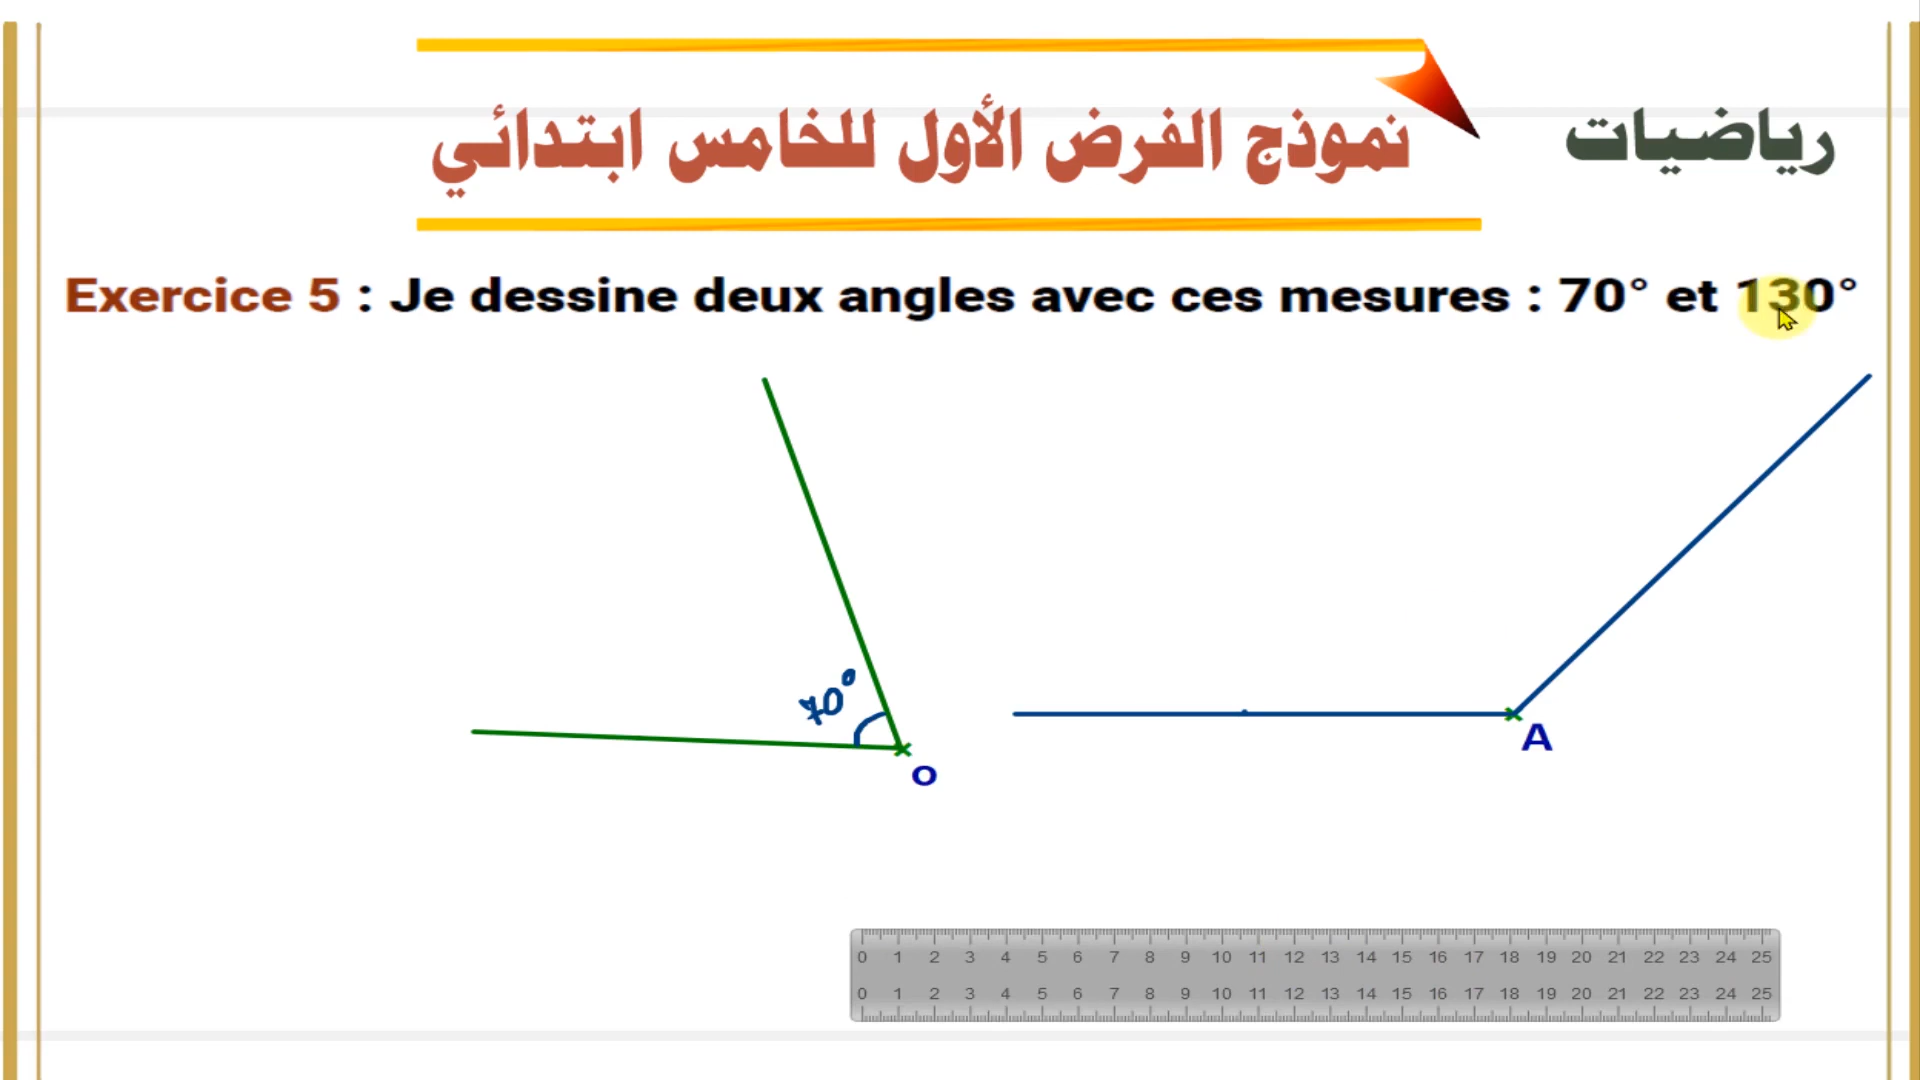 رياضيات
نموذج الفرض الأول للخامس ابتدائي
Exercice 5 : Je dessine deux angles avec ces mesures : 70° et 130°
70°
O
A
0 1 2 3 4 5 6 7 8 9 10 11 12 13 14 15 16 17 18 19 20 21 22 23 24 25
0 1 2 3 4 5 6 7 8 9 10 11 12 13 14 15 16 17 18 19 20 21 22 23 24 25